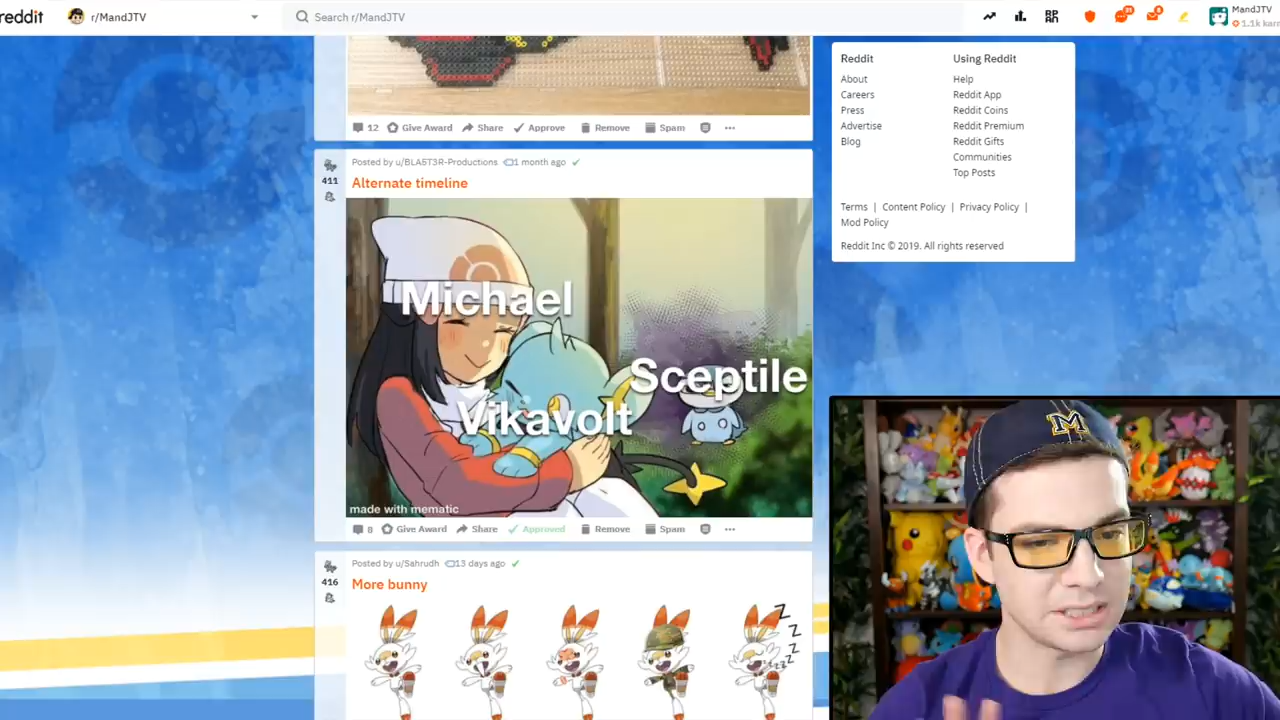 reddit
r/MandJTV
Search r/MandJTV
MandJTV
1.1k karm
Reddit
Using Reddit
About
Help
Careers
Reddit App
Press
Reddit Coins
Advertise
Reddit Premium
Blog
Reddit Gifts
Communities
Top Posts
Terms | Content Policy | Privacy Policy |
Mod Policy
Reddit Inc © 2019. All rights reserved
12 Give Award Share Approve Remove Spam
Posted by u/BLA5T3R-Productions 1 month ago
411
Alternate timeline
Michael
Sceptile
Vikavolt
made with mematic
8 Give Award Share Approved Remove Spam
Posted by u/Sahrudh 13 days ago
416
More bunny
Z
Z
Z
M